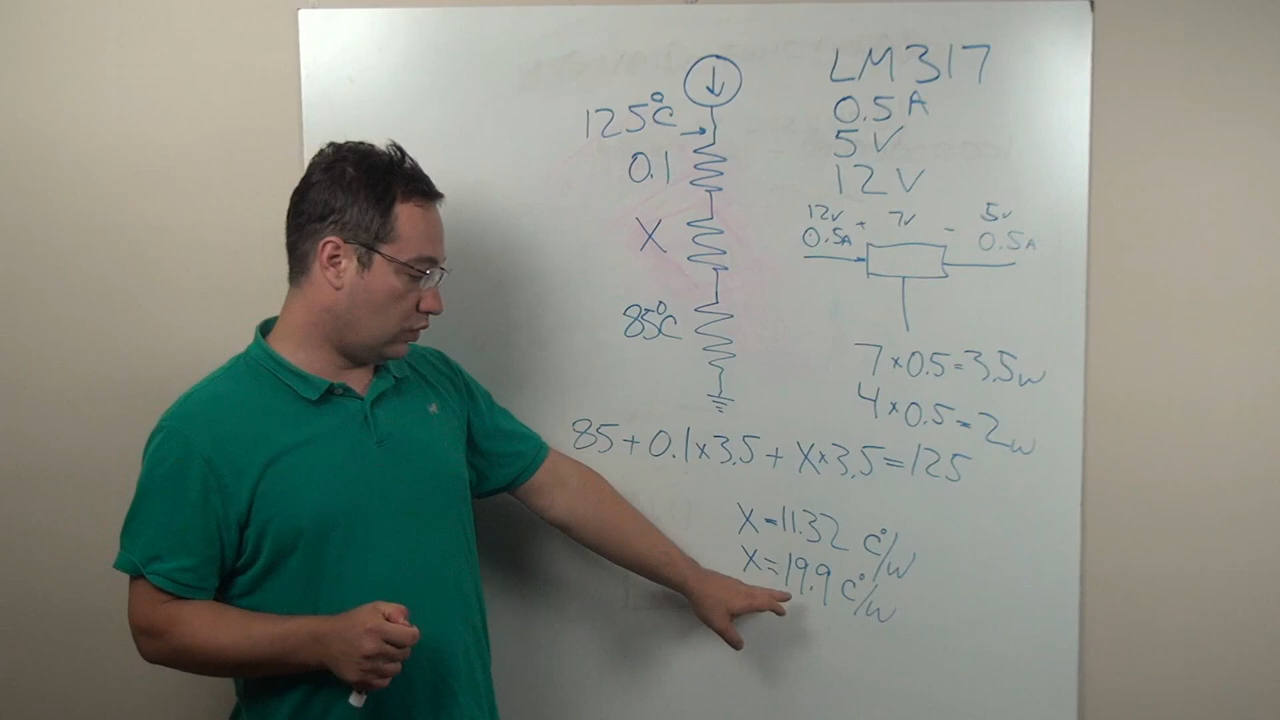 LM317
0.5A
5V
12V
125°C
0.1
X
85°C
12V + 7V - 5V
0.5A 0.5A
7×0.5=3.5W
4×0.5=2W
85+0.1×3.5+X×3.5=125
X=11.32 C°/W
X=19.9 C°/W